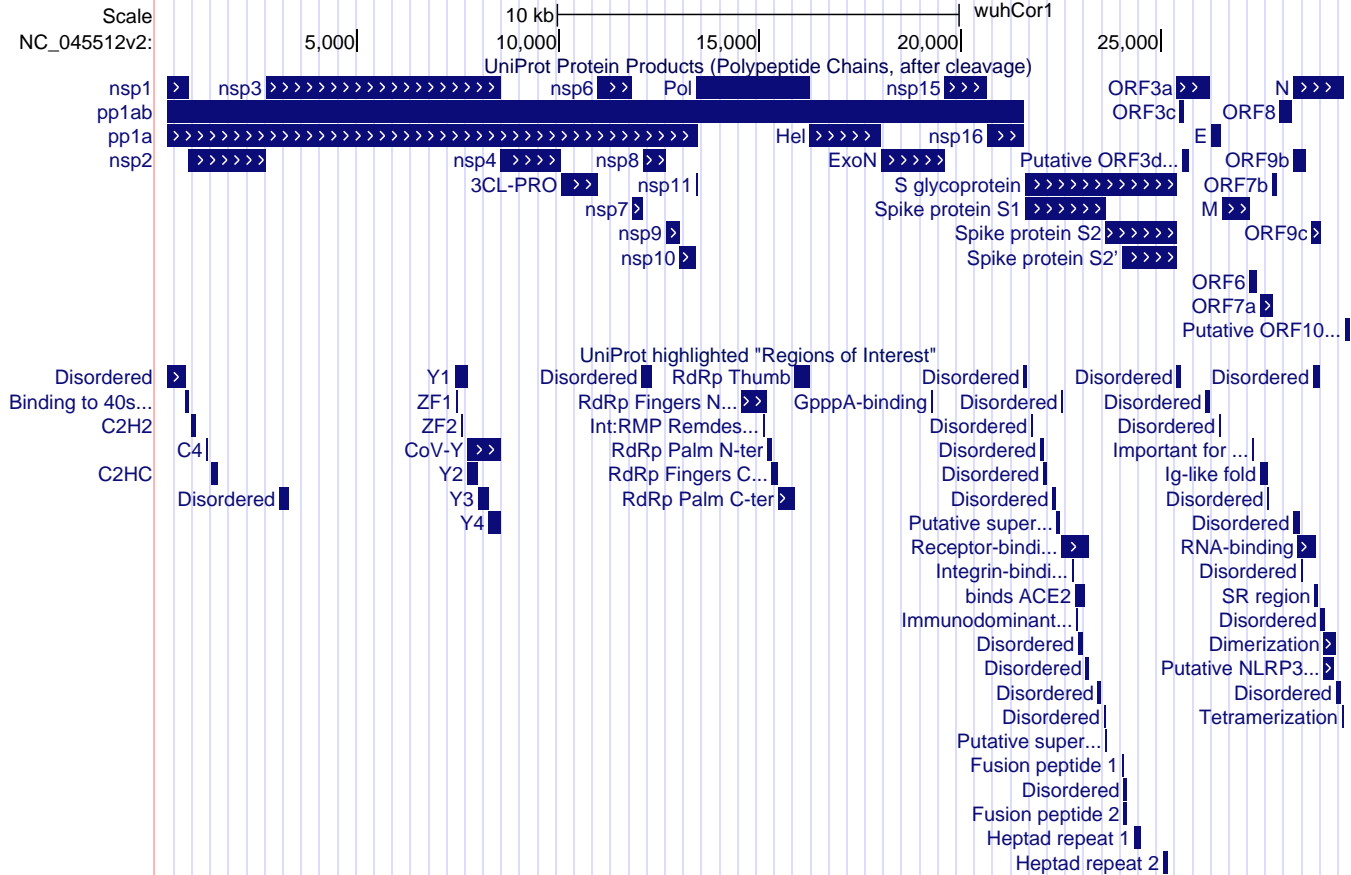 Scale 10 kb wuhCor1
NC_045512v2: 5,000 10,000 15,000 20,000 25,000
UniProt Protein Products (Polypeptide Chains, after cleavage)
nsp1 nsp3 nsp6 Pol nsp15 ORF3a N
pp1ab ORF3c ORF8
pp1a Hel nsp16 E
nsp2 nsp4 nsp8 ExoN Putative ORF3d... ORF9b
3CL-PRO nsp11 S glycoprotein ORF7b
nsp7 Spike protein S1 M
nsp9 Spike protein S2 ORF9c
nsp10 Spike protein S2’
ORF6
ORF7a
Putative ORF10...
UniProt highlighted "Regions of Interest"
Disordered Y1 Disordered RdRp Thumb Disordered Disordered Disordered
Binding to 40s... ZF1 RdRp Fingers N... GpppA-binding Disordered Disordered
C2H2 ZF2 Int:RMP Remdes... Disordered Disordered
C4 CoV-Y RdRp Palm N-ter Disordered Important for ...
C2HC Y2 RdRp Fingers C... Disordered Ig-like fold
Disordered Y3 RdRp Palm C-ter Disordered Disordered
Y4 Putative super... Disordered
Receptor-bindi... RNA-binding
Integrin-bindi... Disordered
binds ACE2 SR region
Immunodominant... Disordered
Disordered Dimerization
Disordered Putative NLRP3...
Disordered Disordered
Disordered Tetramerization
Putative super...
Fusion peptide 1
Disordered
Fusion peptide 2
Heptad repeat 1
Heptad repeat 2